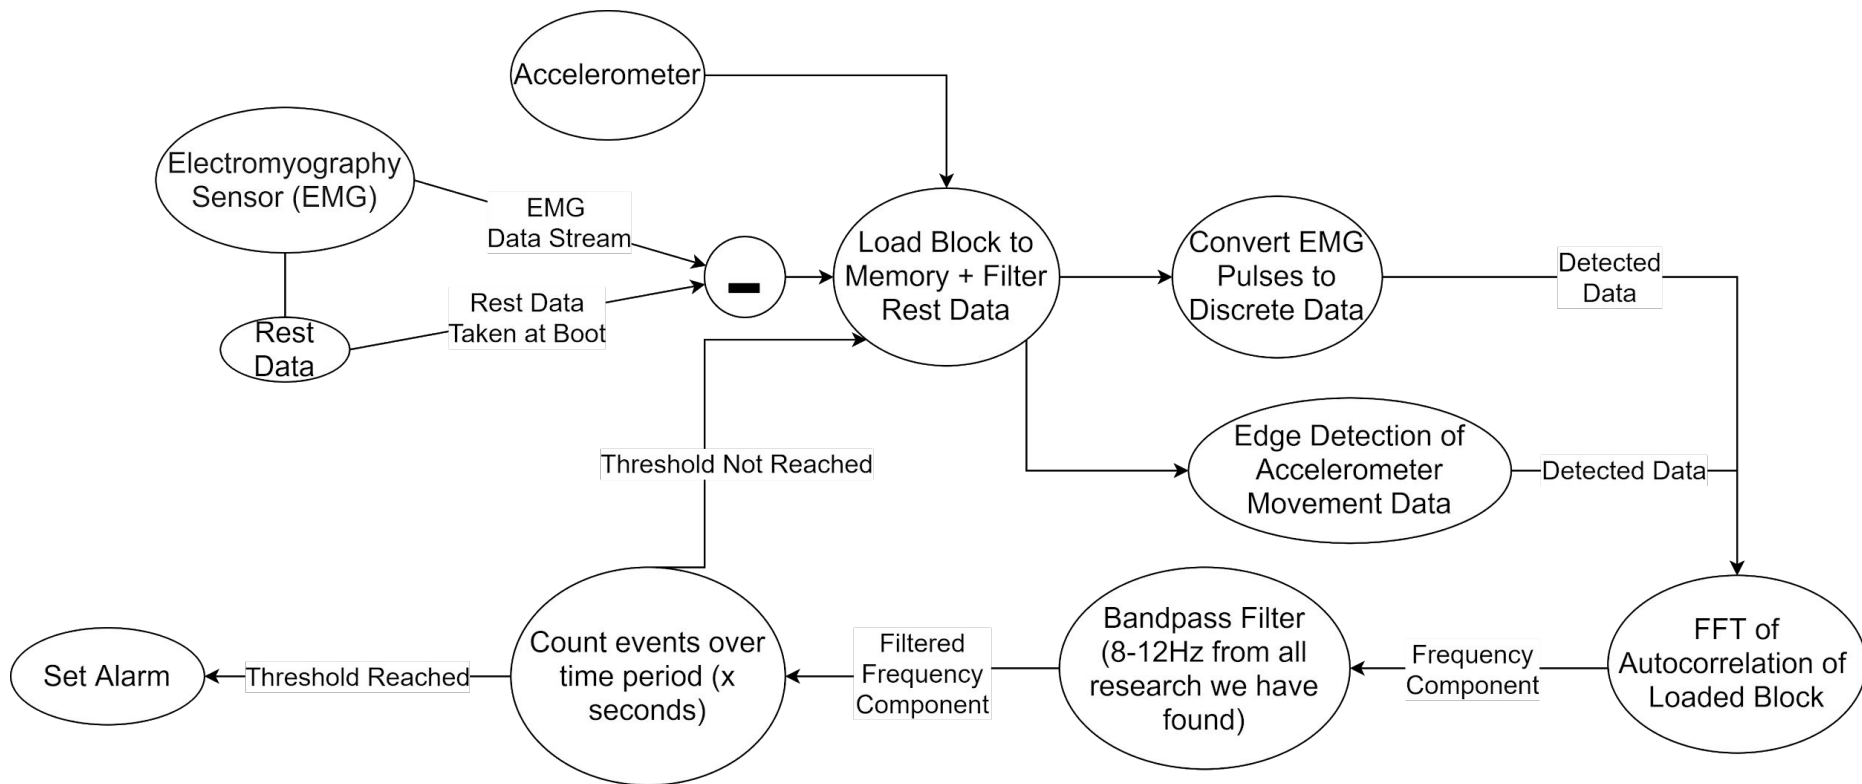 Accelerometer
Electromyography
Sensor (EMG)
EMG
Data Stream
Rest Data
Taken at Boot
Rest
Data
-
Load Block to
Memory + Filter
Rest Data
Convert EMG
Pulses to
Discrete Data
Detected
Data
Edge Detection of
Accelerometer
Movement Data
Detected Data
Threshold Not Reached
FFT of
Autocorrelation of
Loaded Block
Frequency
Component
Bandpass Filter
(8-12Hz from all
research we have
found)
Filtered
Frequency
Component
Count events over
time period (x
seconds)
Threshold Reached
Set Alarm